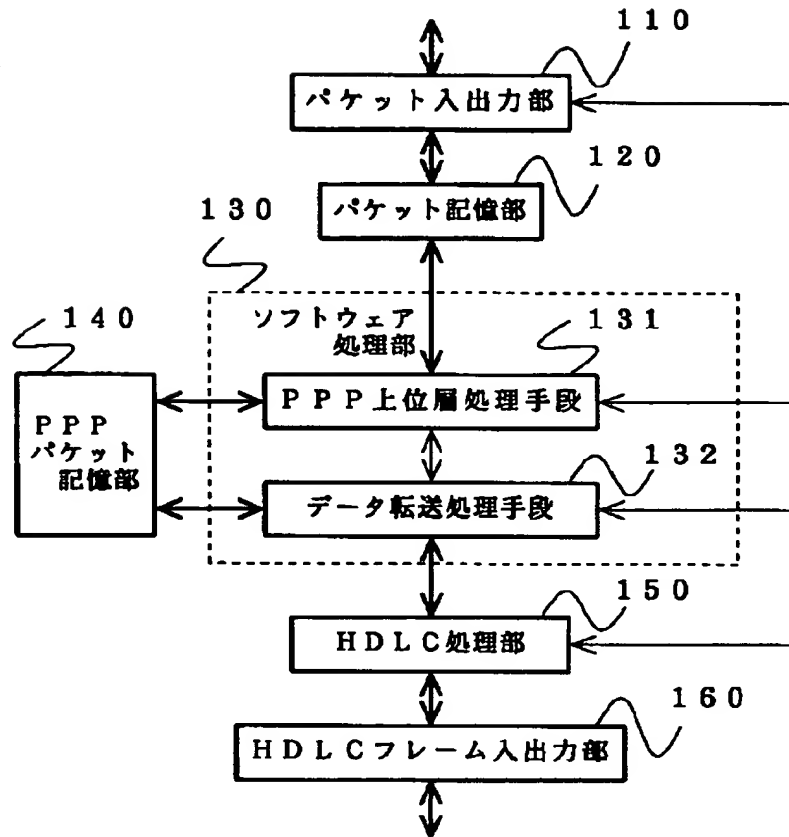 110
パケット入出力部
120
パケット記憶部
130
ソフトウェア
処理部
131
140
PPP上位層処理手段
PPP
パケット
記憶部
132
データ転送処理手段
150
HDLC処理部
160
HDLCフレーム入出力部